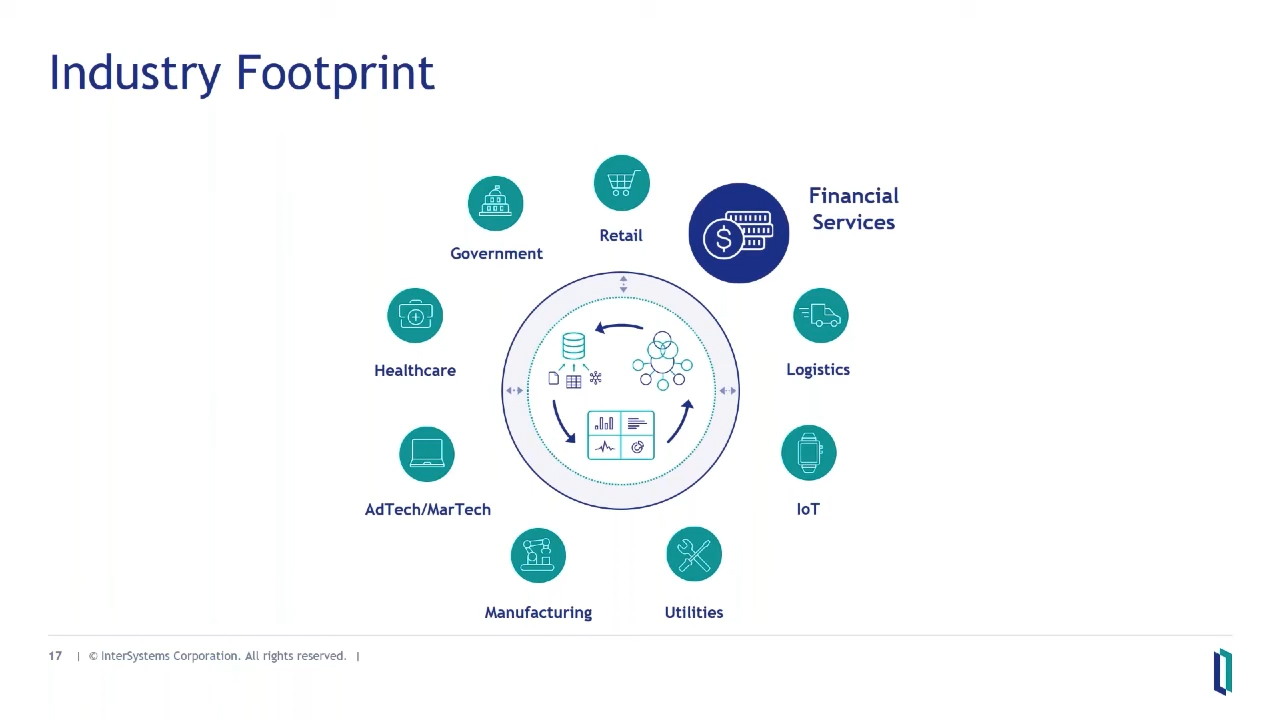 Industry Footprint
Retail
Government
Financial
Services
Healthcare
Logistics
AdTech/MarTech
IoT
Manufacturing
Utilities
17 | © InterSystems Corporation. All rights reserved. |